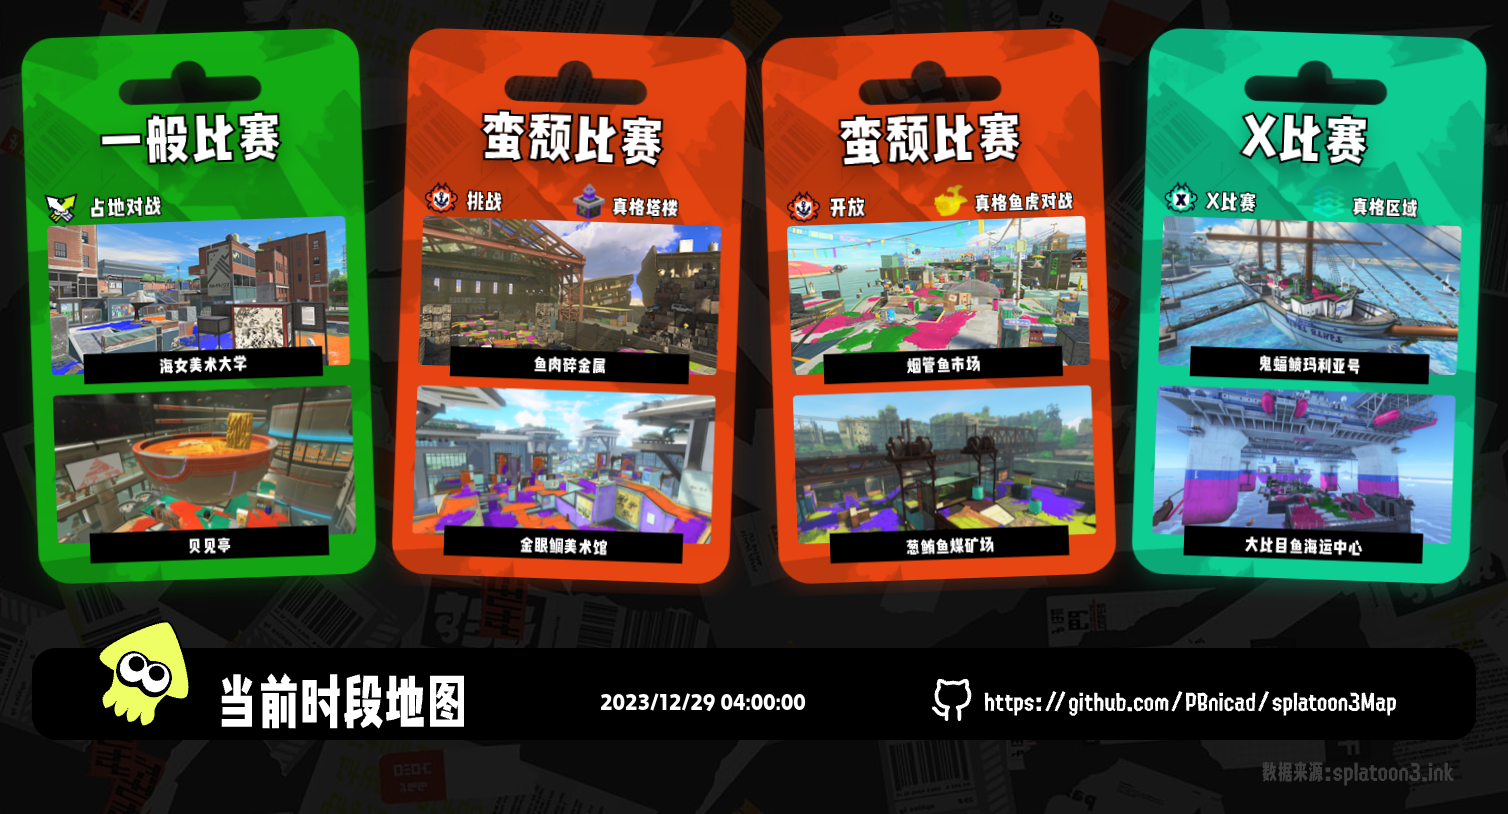 一般比赛
占地对战
海女美术大学
贝见亭
蛮颓比赛
挑战
真格塔楼
鱼肉碎金属
金眼鲷美术馆
蛮颓比赛
开放
真格鱼虎对战
烟管鱼市场
葱鲔鱼煤矿场
X比赛
X比赛
真格区域
鬼蝠鲼玛利亚号
大比目鱼海运中心
当前时段地图
2023/12/29 04:00:00
https://github.com/PBnicad/splatoon3Map
数据来源:splatoon3.ink